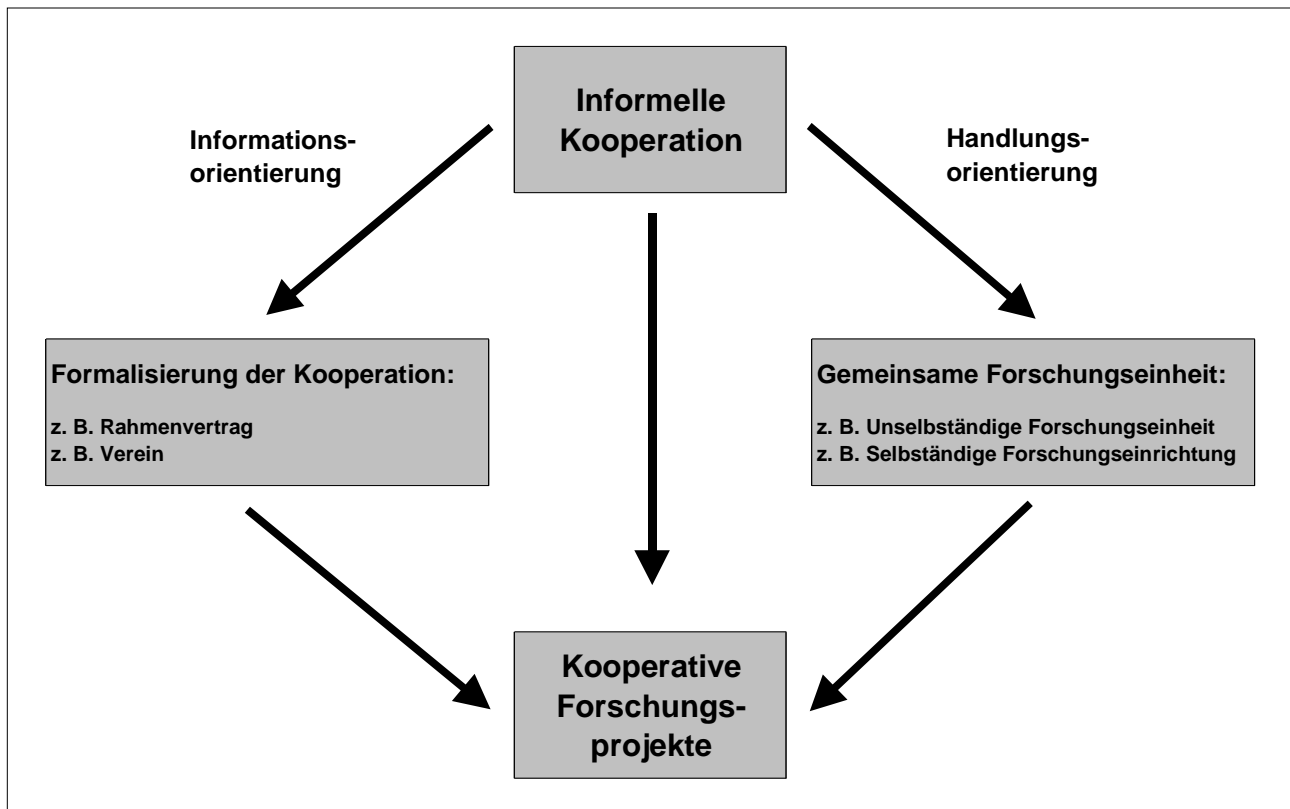 Informelle
Kooperation
Informations-
orientierung
Handlungs-
orientierung
Formalisierung der Kooperation:
z. B. Rahmenvertrag
z. B. Verein
Gemeinsame Forschungseinheit:
z. B. Unselbständige Forschungseinheit
z. B. Selbständige Forschungseinrichtung
Kooperative
Forschungs-
projekte